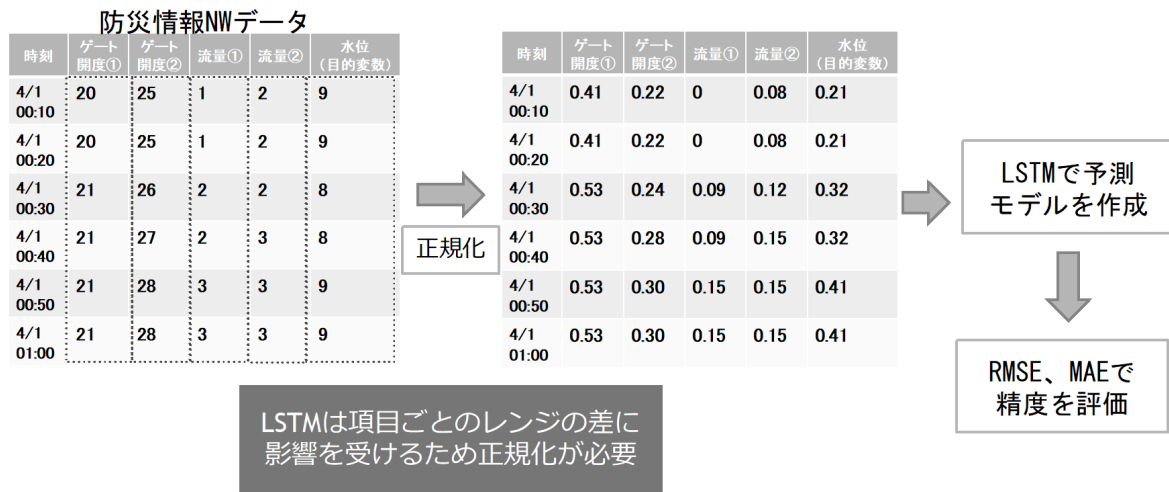 防災情報NWデータ
時刻 ゲート開度① ゲート開度② 流量① 流量② 水位(目的変数)
4/1 00:10 20 25 1 2 9
4/1 00:20 20 25 1 2 9
4/1 00:30 21 26 2 2 8
4/1 00:40 21 27 2 3 8
4/1 00:50 21 28 3 3 9
4/1 01:00 21 28 3 3 9
正規化
時刻 ゲート開度① ゲート開度② 流量① 流量② 水位(目的変数)
4/1 00:10 0.41 0.22 0 0.08 0.21
4/1 00:20 0.41 0.22 0 0.08 0.21
4/1 00:30 0.53 0.24 0.09 0.12 0.32
4/1 00:40 0.53 0.28 0.09 0.15 0.32
4/1 00:50 0.53 0.30 0.15 0.15 0.41
4/1 01:00 0.53 0.30 0.15 0.15 0.41
LSTMで予測
モデルを作成
RMSE、MAEで
精度を評価
LSTMは項目ごとのレンジの差に
影響を受けるため正規化が必要